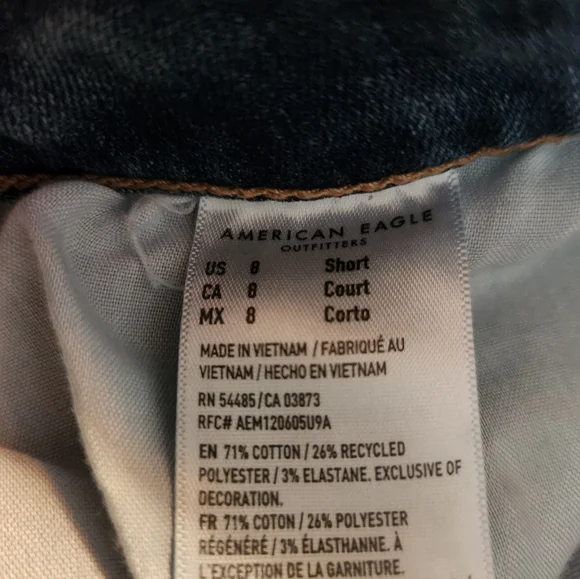 AMERICAN EAGLE
OUTFITTERS
US 8 Short
CA 8 Court
MX 8 Corto
MADE IN VIETNAM / FABRIQUÉ AU
VIETNAM / HECHO EN VIETNAM
RN 54485/CA 03873
RFC# AEM120605U9A
EN 71% COTTON / 26% RECYCLED
POLYESTER / 3% ELASTANE. EXCLUSIVE OF
DECORATION.
FR 71% COTON / 26% POLYESTER
RÉGÉNÉRÉ / 3% ÉLASTHANNE. À
L'EXCEPTION DE LA GARNITURE.